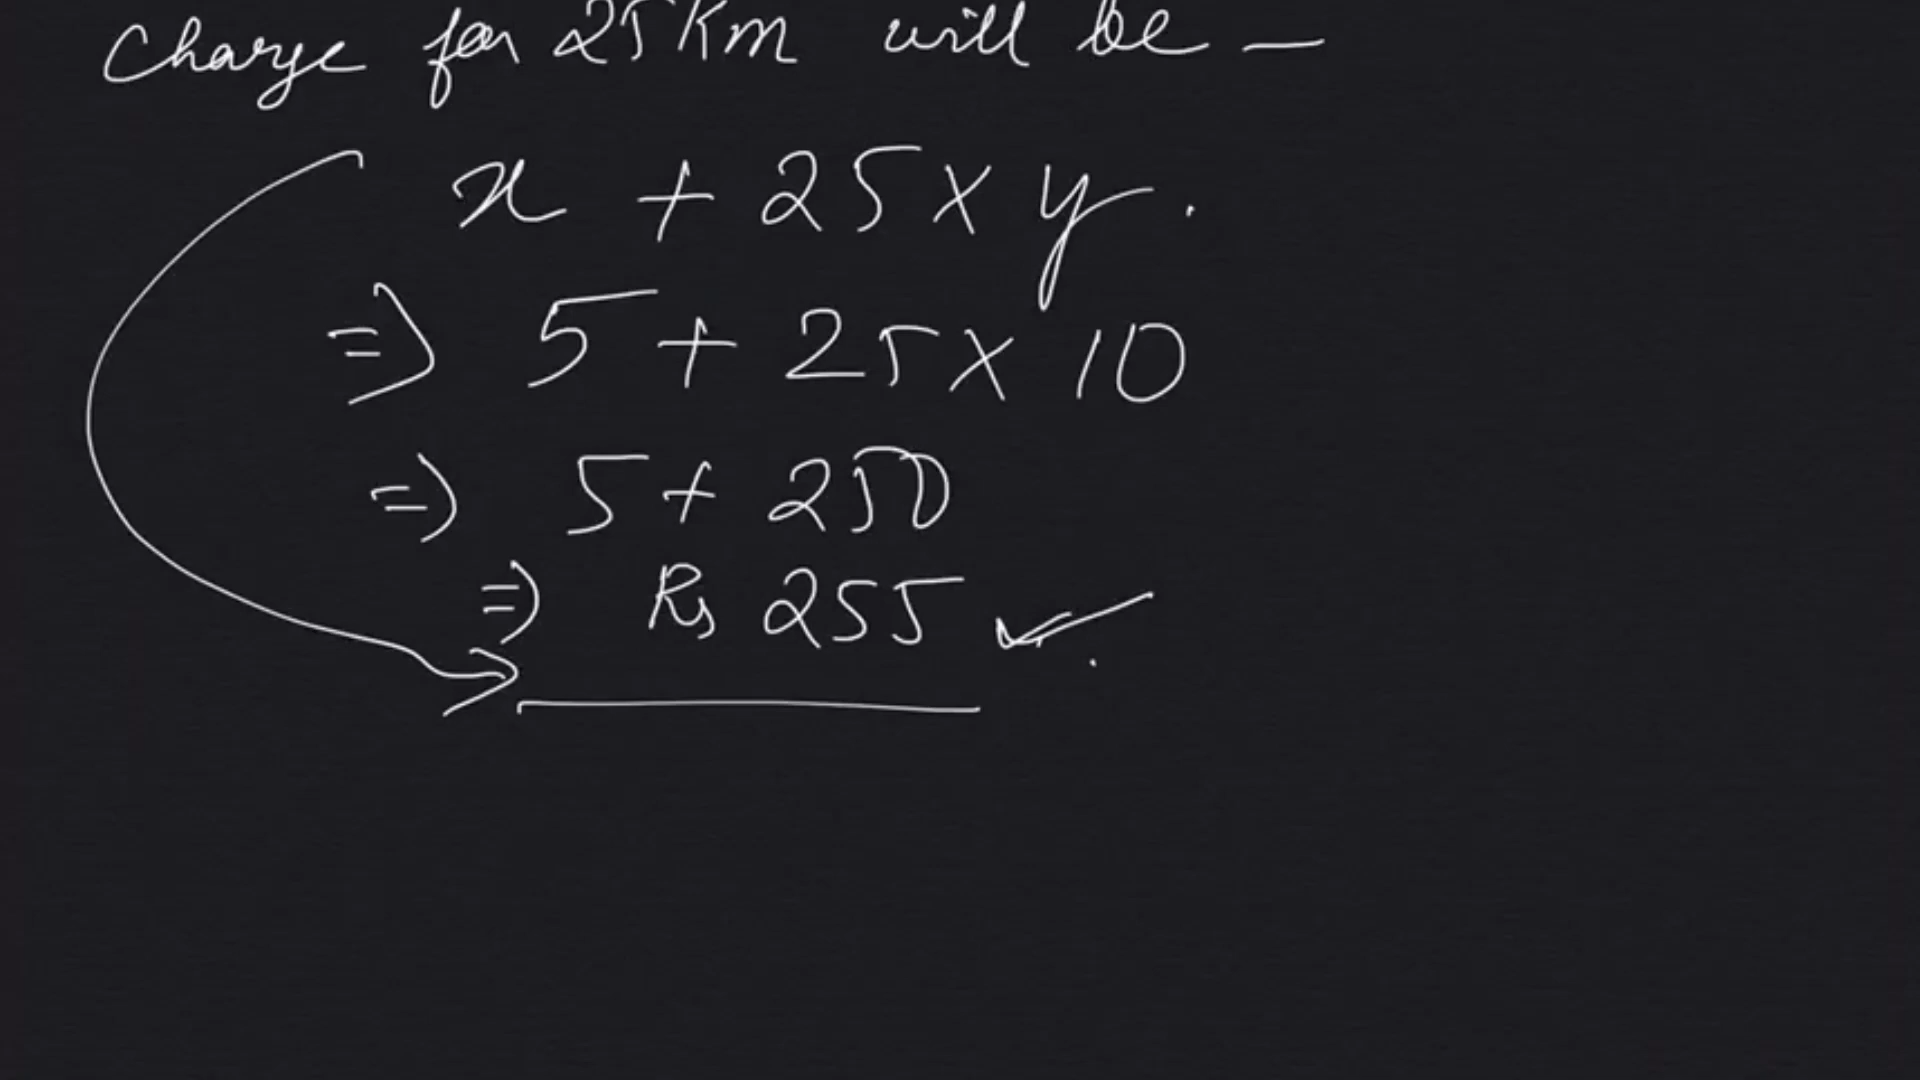 Charge for 25 Km will be —
x + 25 x y.
=> 5 + 25 x 10
=> 5 + 250
=> Rs 255 ✓